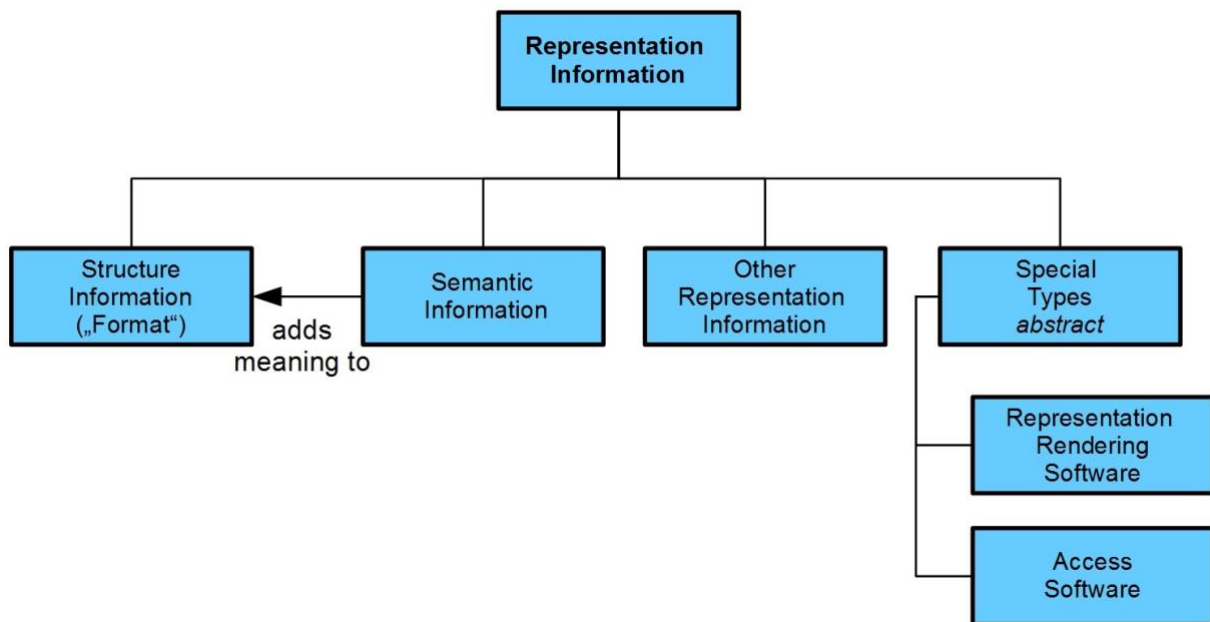 Representation
Information
Structure
Information
(„Format“)
Semantic
Information
Other
Representation
Information
Special
Types
abstract
adds
meaning to
Representation
Rendering
Software
Access
Software